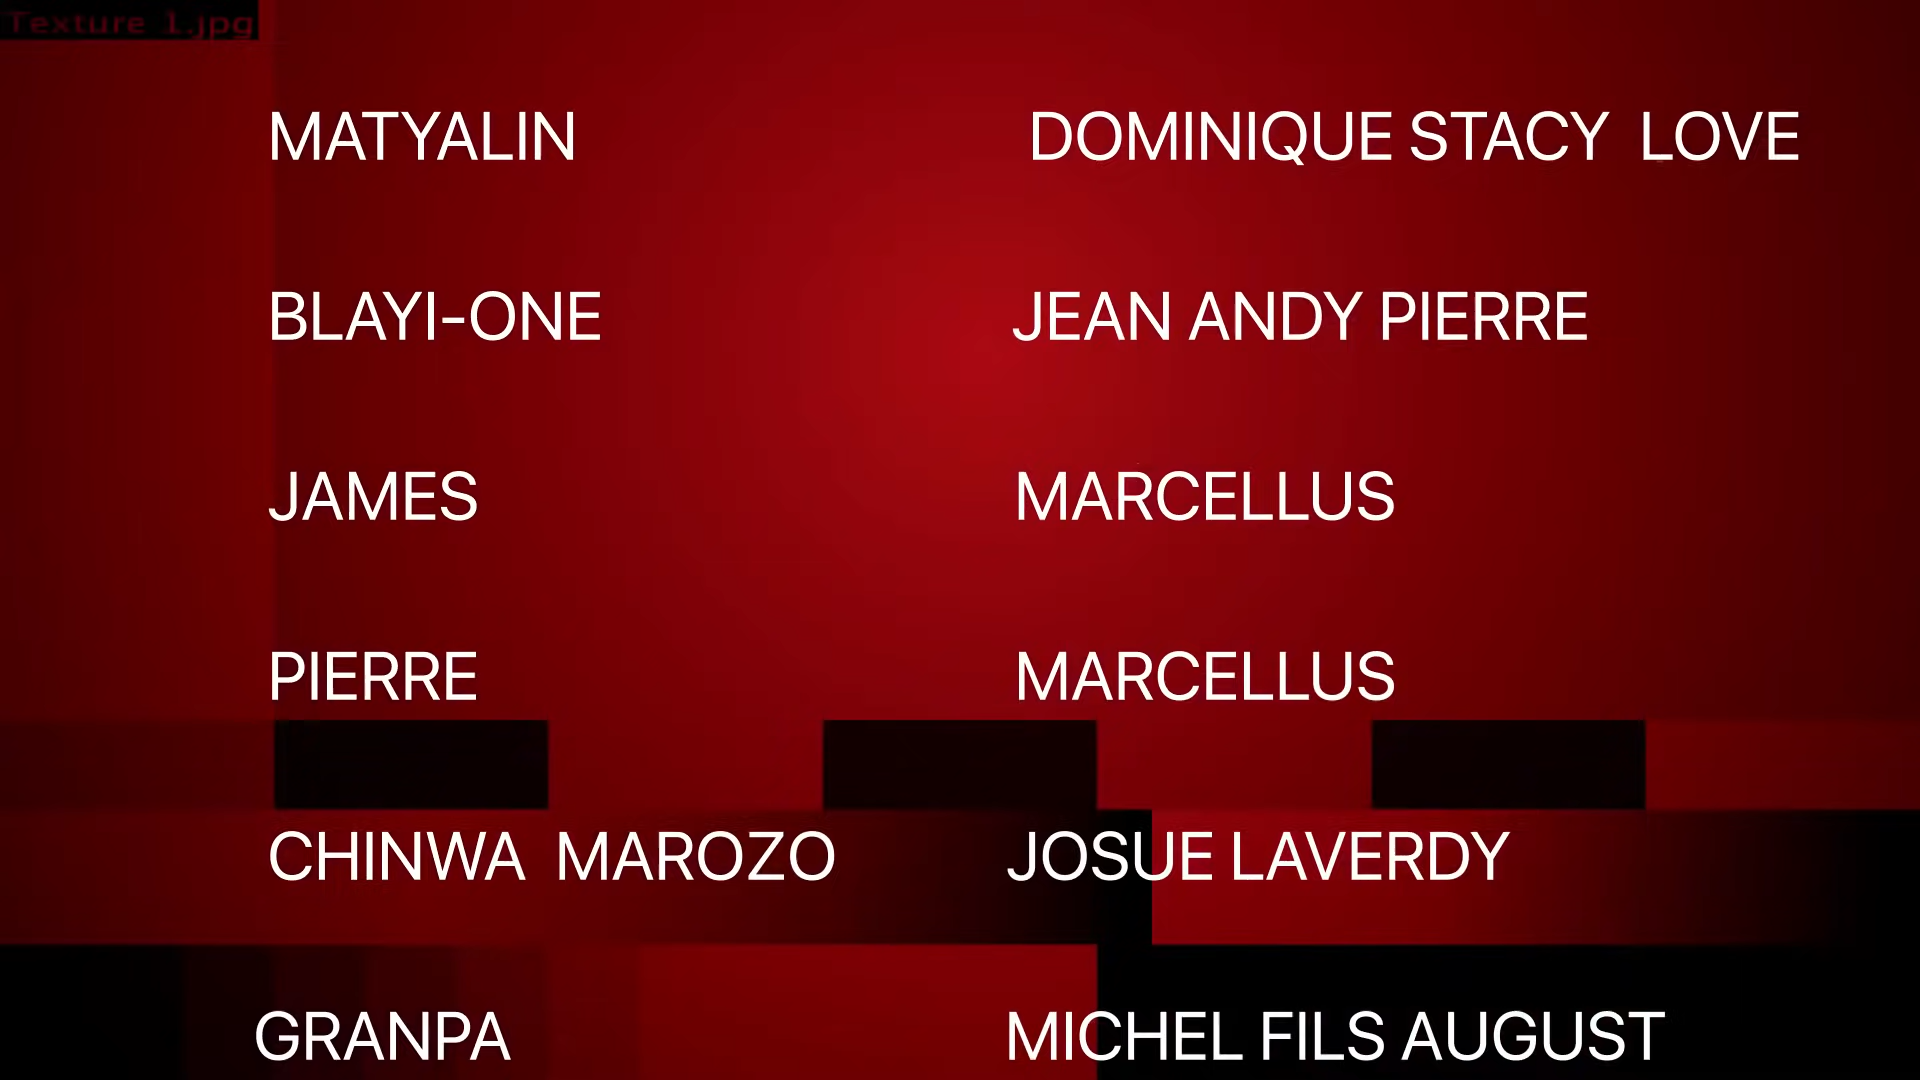 Texture 1.jpg
MATYALIN DOMINIQUE STACY LOVE
BLAYI-ONE JEAN ANDY PIERRE
JAMES MARCELLUS
PIERRE MARCELLUS
CHINWA MAROZO JOSUE LAVERDY
GRANPA MICHEL FILS AUGUST